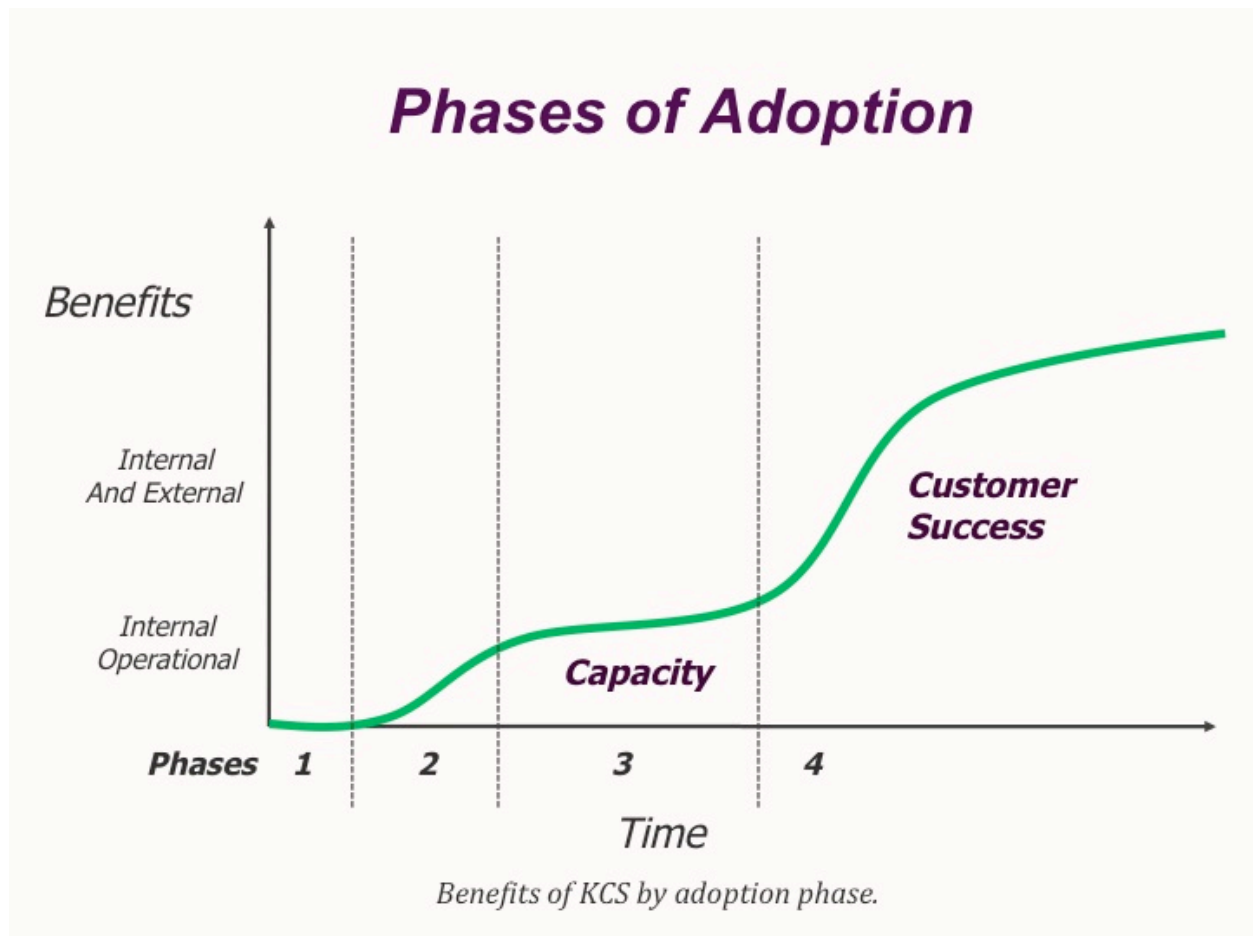 Phases of Adoption
Benefits
Internal
And External
Customer
Success
Internal
Operational
Capacity
Phases 1 2 3 4
Time
Benefits of KCS by adoption phase.